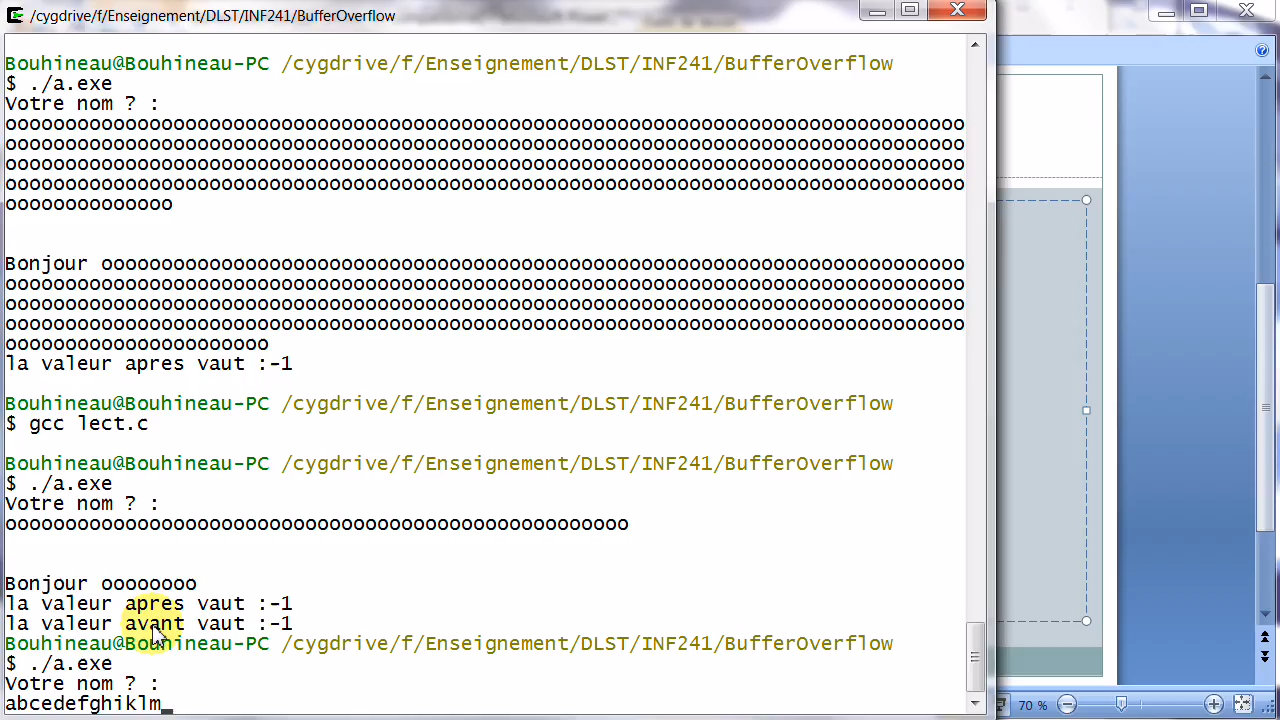 /cygdrive/f/Enseignement/DLST/INF241/BufferOverflow
Bouhineau@Bouhineau-PC /cygdrive/f/Enseignement/DLST/INF241/BufferOverflow
$ ./a.exe
Votre nom ? :
oooooooooooooooooooooooooooooooooooooooooooooooooooooooooooooooooooooooooooooooo
oooooooooooooooooooooooooooooooooooooooooooooooooooooooooooooooooooooooooooooooo
oooooooooooooooooooooooooooooooooooooooooooooooooooooooooooooooooooooooooooooooo
oooooooooooooooooooooooooooooooooooooooooooooooooooooooooooooooooooooooooooooooo
oooooooooooooo
Bonjour oooooooooooooooooooooooooooooooooooooooooooooooooooooooooooooooooooooooo
oooooooooooooooooooooooooooooooooooooooooooooooooooooooooooooooooooooooooooooooo
oooooooooooooooooooooooooooooooooooooooooooooooooooooooooooooooooooooooooooooooo
oooooooooooooooooooooooooooooooooooooooooooooooooooooooooooooooooooooooooooooooo
oooooooooooooooooooooo
la valeur apres vaut :-1
Bouhineau@Bouhineau-PC /cygdrive/f/Enseignement/DLST/INF241/BufferOverflow
$ gcc lect.c
Bouhineau@Bouhineau-PC /cygdrive/f/Enseignement/DLST/INF241/BufferOverflow
$ ./a.exe
Votre nom ? :
oooooooooooooooooooooooooooooooooooooooooooooooooooo
Bonjour oooooooo
la valeur apres vaut :-1
la valeur avant vaut :-1
Bouhineau@Bouhineau-PC /cygdrive/f/Enseignement/DLST/INF241/BufferOverflow
$ ./a.exe
Votre nom ? :
abcedefghiklm_
70 %